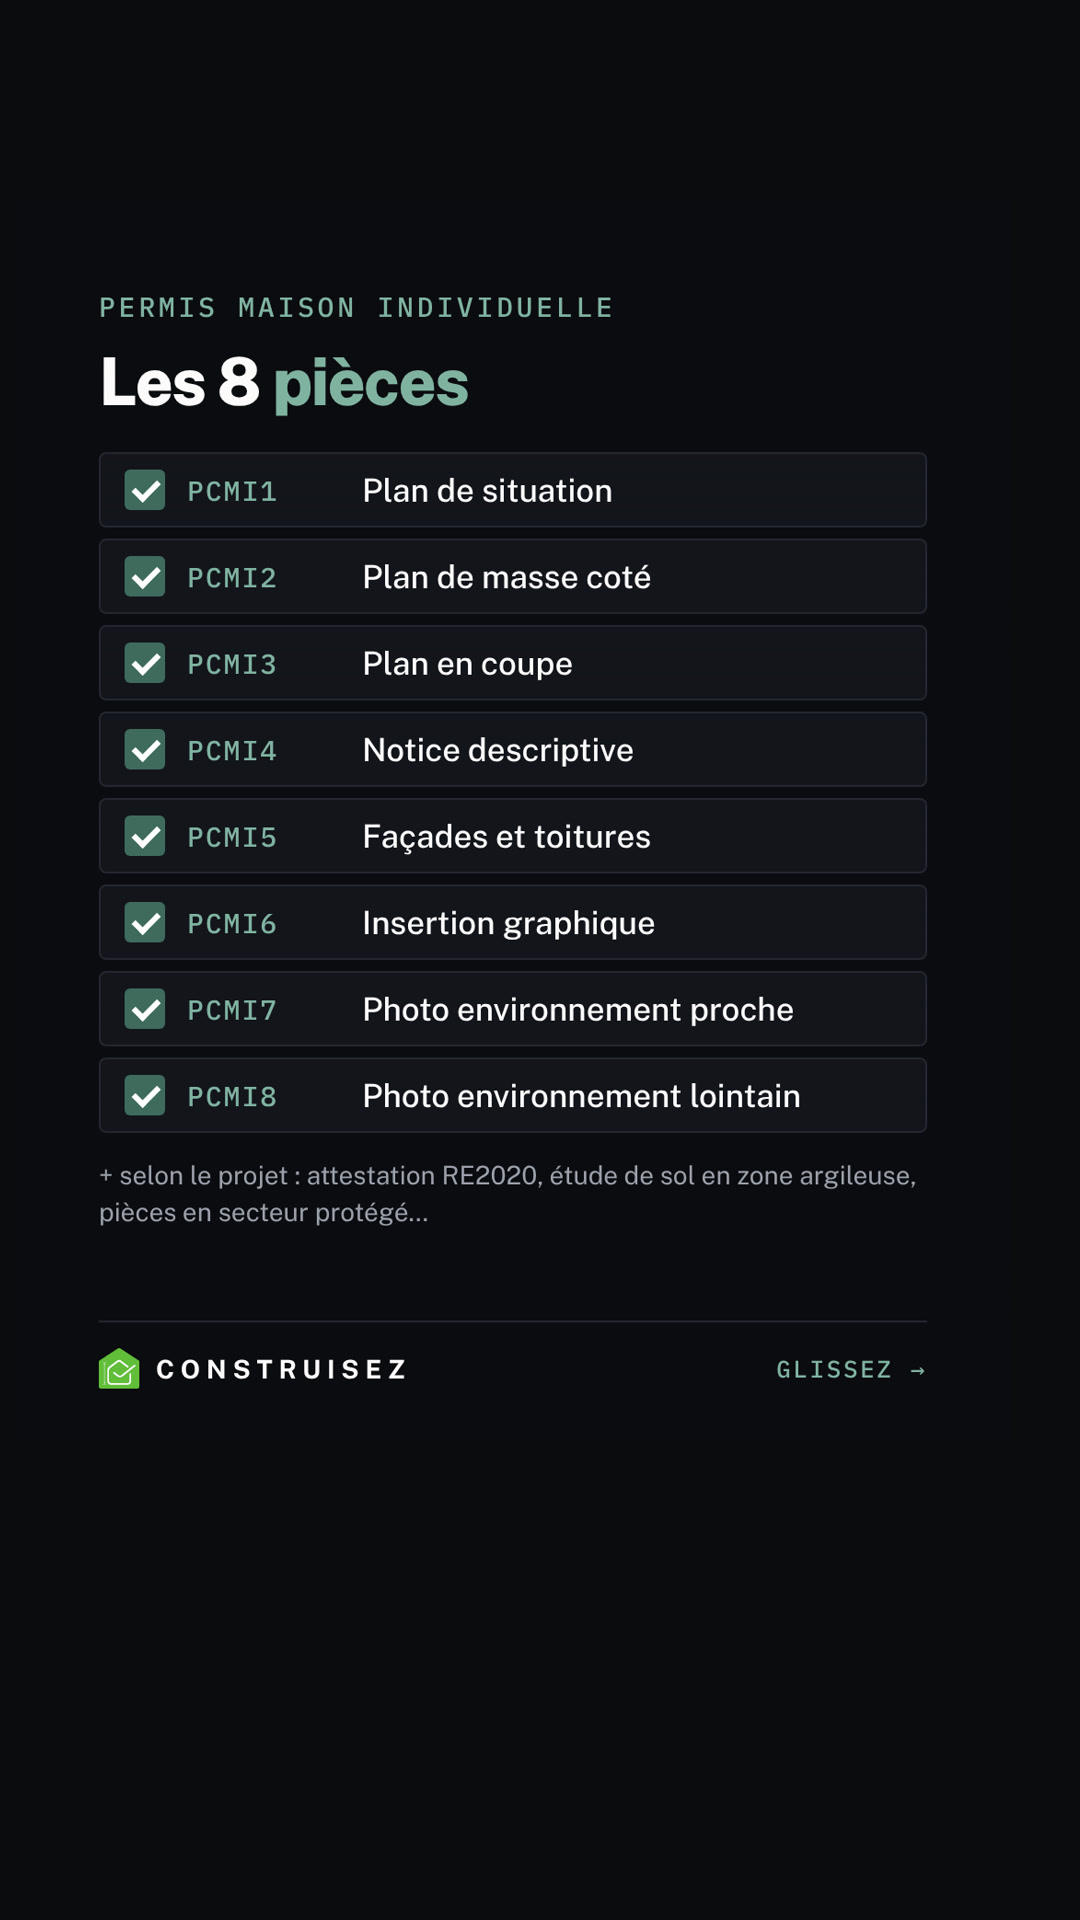 PERMIS MAISON INDIVIDUELLE
Les 8 pièces
PCMI1 Plan de situation
PCMI2 Plan de masse coté
PCMI3 Plan en coupe
PCMI4 Notice descriptive
PCMI5 Façades et toitures
PCMI6 Insertion graphique
PCMI7 Photo environnement proche
PCMI8 Photo environnement lointain
+ selon le projet : attestation RE2020, étude de sol en zone argileuse,
pièces en secteur protégé...
CONSTRUISEZ
GLISSEZ →